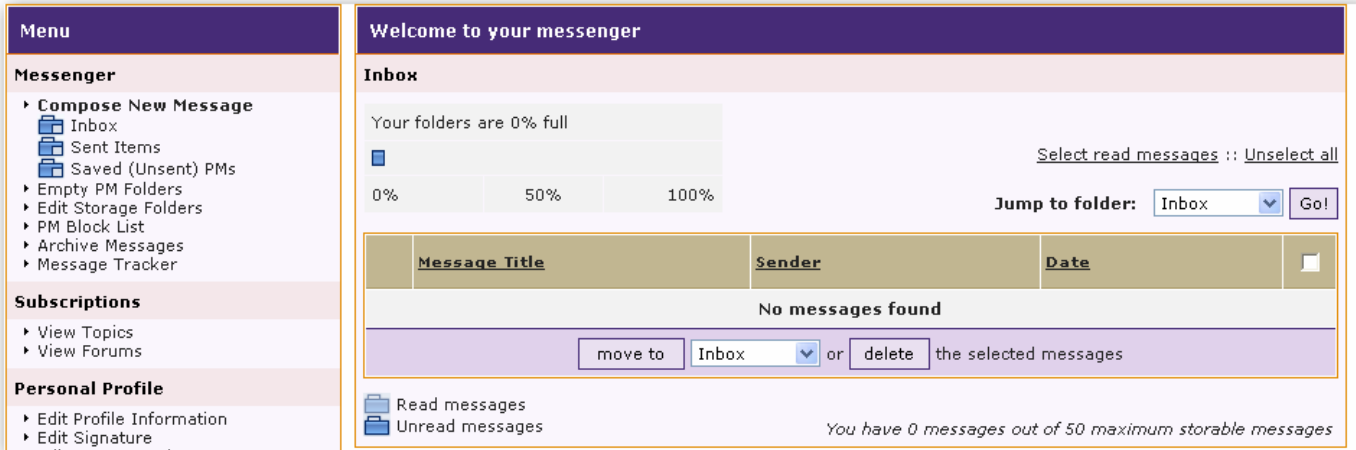 Menu
Messenger
Compose New Message
Inbox
Sent Items
Saved (Unsent) PMs
Empty PM Folders
Edit Storage Folders
PM Block List
Archive Messages
Message Tracker
Subscriptions
View Topics
View Forums
Personal Profile
Edit Profile Information
Edit Signature
Welcome to your messenger
Inbox
Your folders are 0% full
0% 50% 100%
Select read messages :: Unselect all
Jump to folder: Inbox Go!
Message Title Sender Date
No messages found
move to Inbox or delete the selected messages
Read messages
Unread messages
You have 0 messages out of 50 maximum storable messages